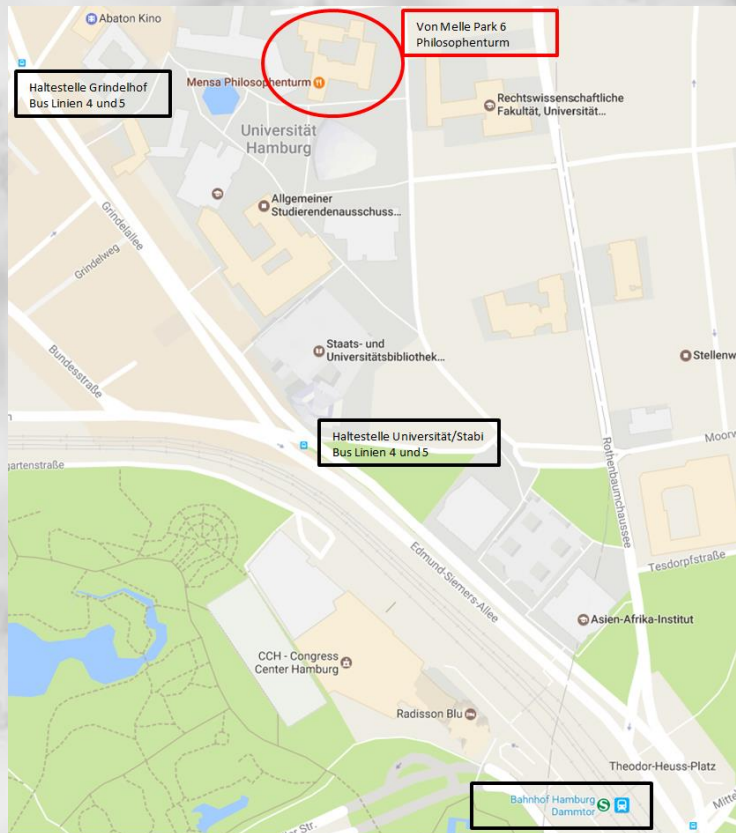 Abaton Kino
Von Melle Park 6
Philosophenturm
Haltestelle Grindelhof
Bus Linien 4 und 5
Mensa Philosophenturm
Rechtswissenschaftliche
Fakultät, Universität...
Universität
Hamburg
Allgemeiner
Studierendenausschuss...
Grindelallee
Grindelweg
Staats- und
Universitätsbibliothek...
Stellenw
Bundesstraße
Haltestelle Universität/Stabi
Bus Linien 4 und 5
Moorw
Rothenbaumchaussee
gartenstraße
Edmund-Siemers-Allee
Tesdorpfstraße
Asien-Afrika-Institut
CCH - Congress
Center Hamburg
Radisson Blu
Theodor-Heuss-Platz
Bahnhof Hamburg
Dammtor
S
Mittel
er Str.